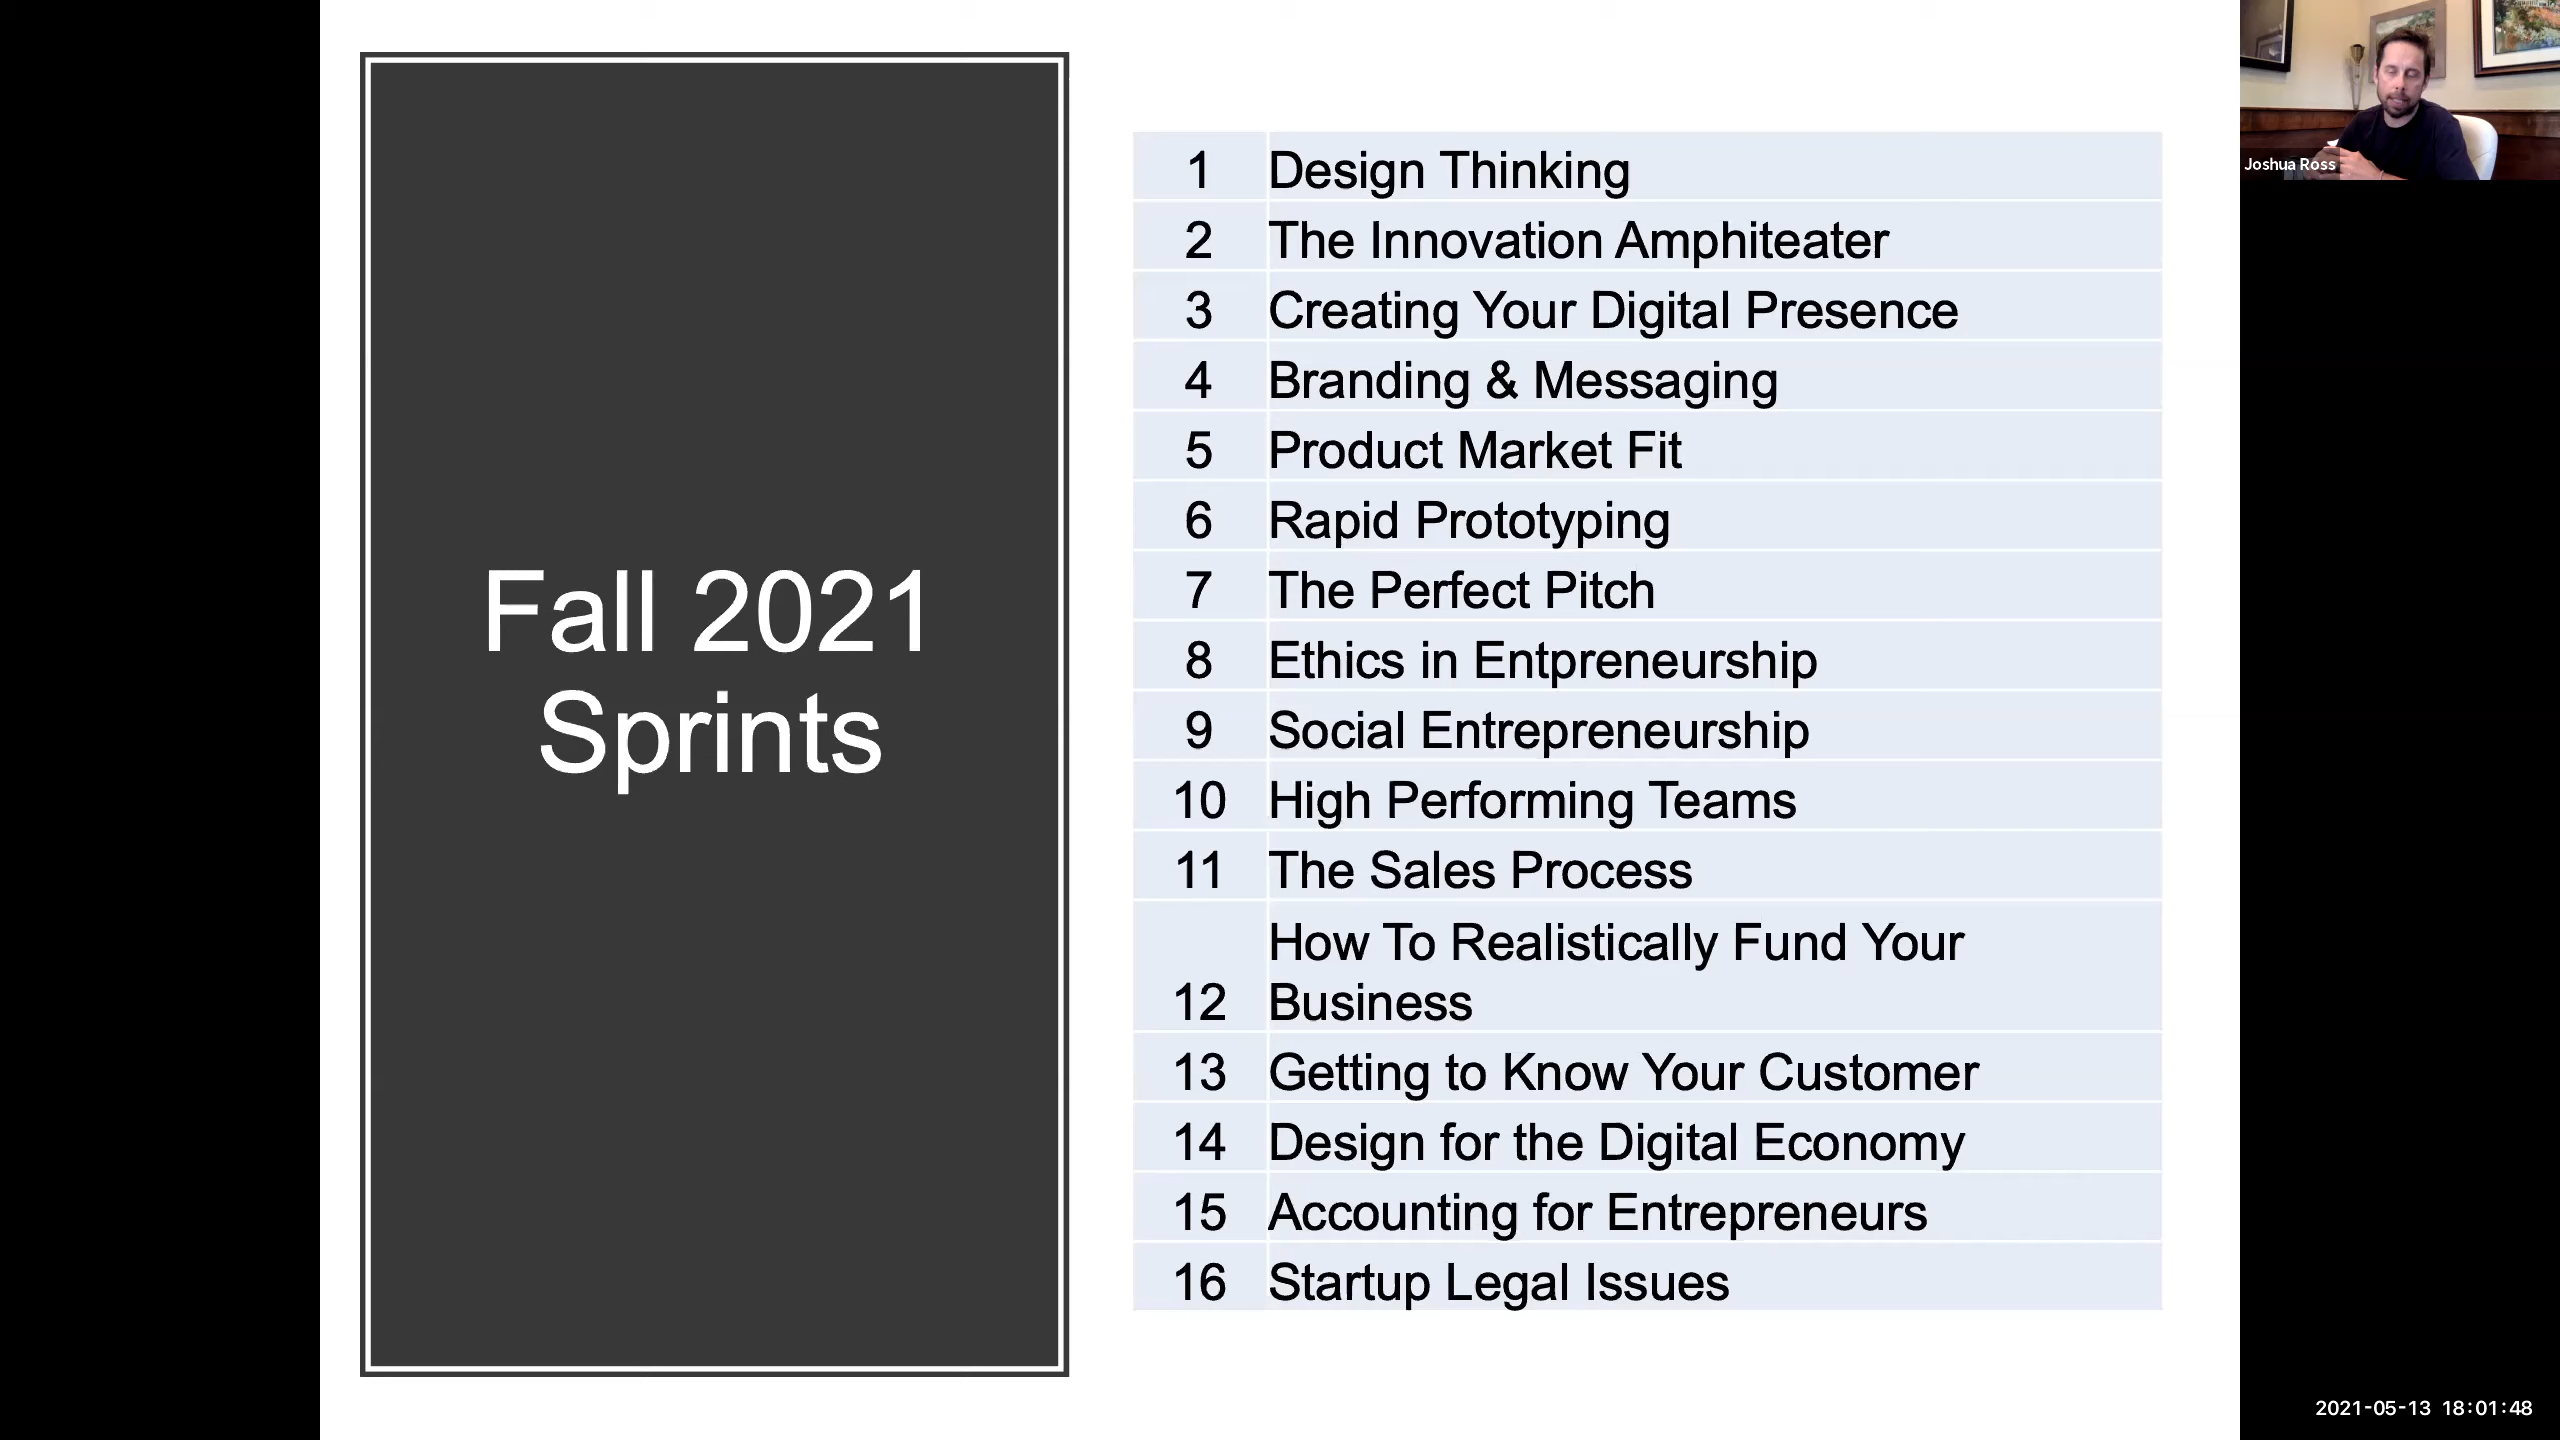 Fall 2021
Sprints
1 Design Thinking
2 The Innovation Amphiteater
3 Creating Your Digital Presence
4 Branding & Messaging
5 Product Market Fit
6 Rapid Prototyping
7 The Perfect Pitch
8 Ethics in Entpreneurship
9 Social Entrepreneurship
10 High Performing Teams
11 The Sales Process
How To Realistically Fund Your
12 Business
13 Getting to Know Your Customer
14 Design for the Digital Economy
15 Accounting for Entrepreneurs
16 Startup Legal Issues
Joshua Ross
2021-05-13 18:01:48